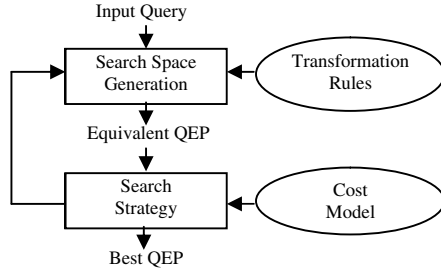 Input Query
Search Space
Generation
Transformation
Rules
Equivalent QEP
Search
Strategy
Cost
Model
Best QEP